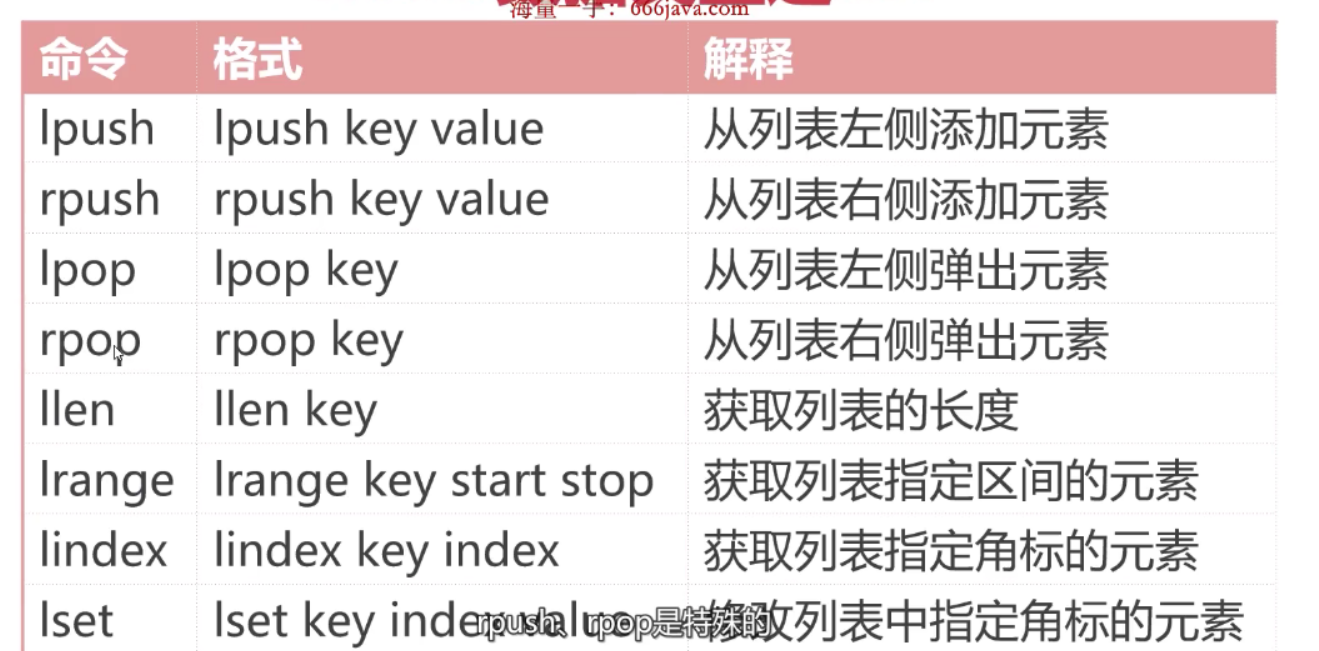 海量一手：666java.com
命令 格式 解释
lpush lpush key value 从列表左侧添加元素
rpush rpush key value 从列表右侧添加元素
lpop lpop key 从列表左侧弹出元素
rpop rpop key 从列表右侧弹出元素
llen llen key 获取列表的长度
lrange lrange key start stop 获取列表指定区间的元素
lindex lindex key index 获取列表指定角标的元素
lset lset key index value 修改列表中指定角标的元素
rpush、rpop是特殊的